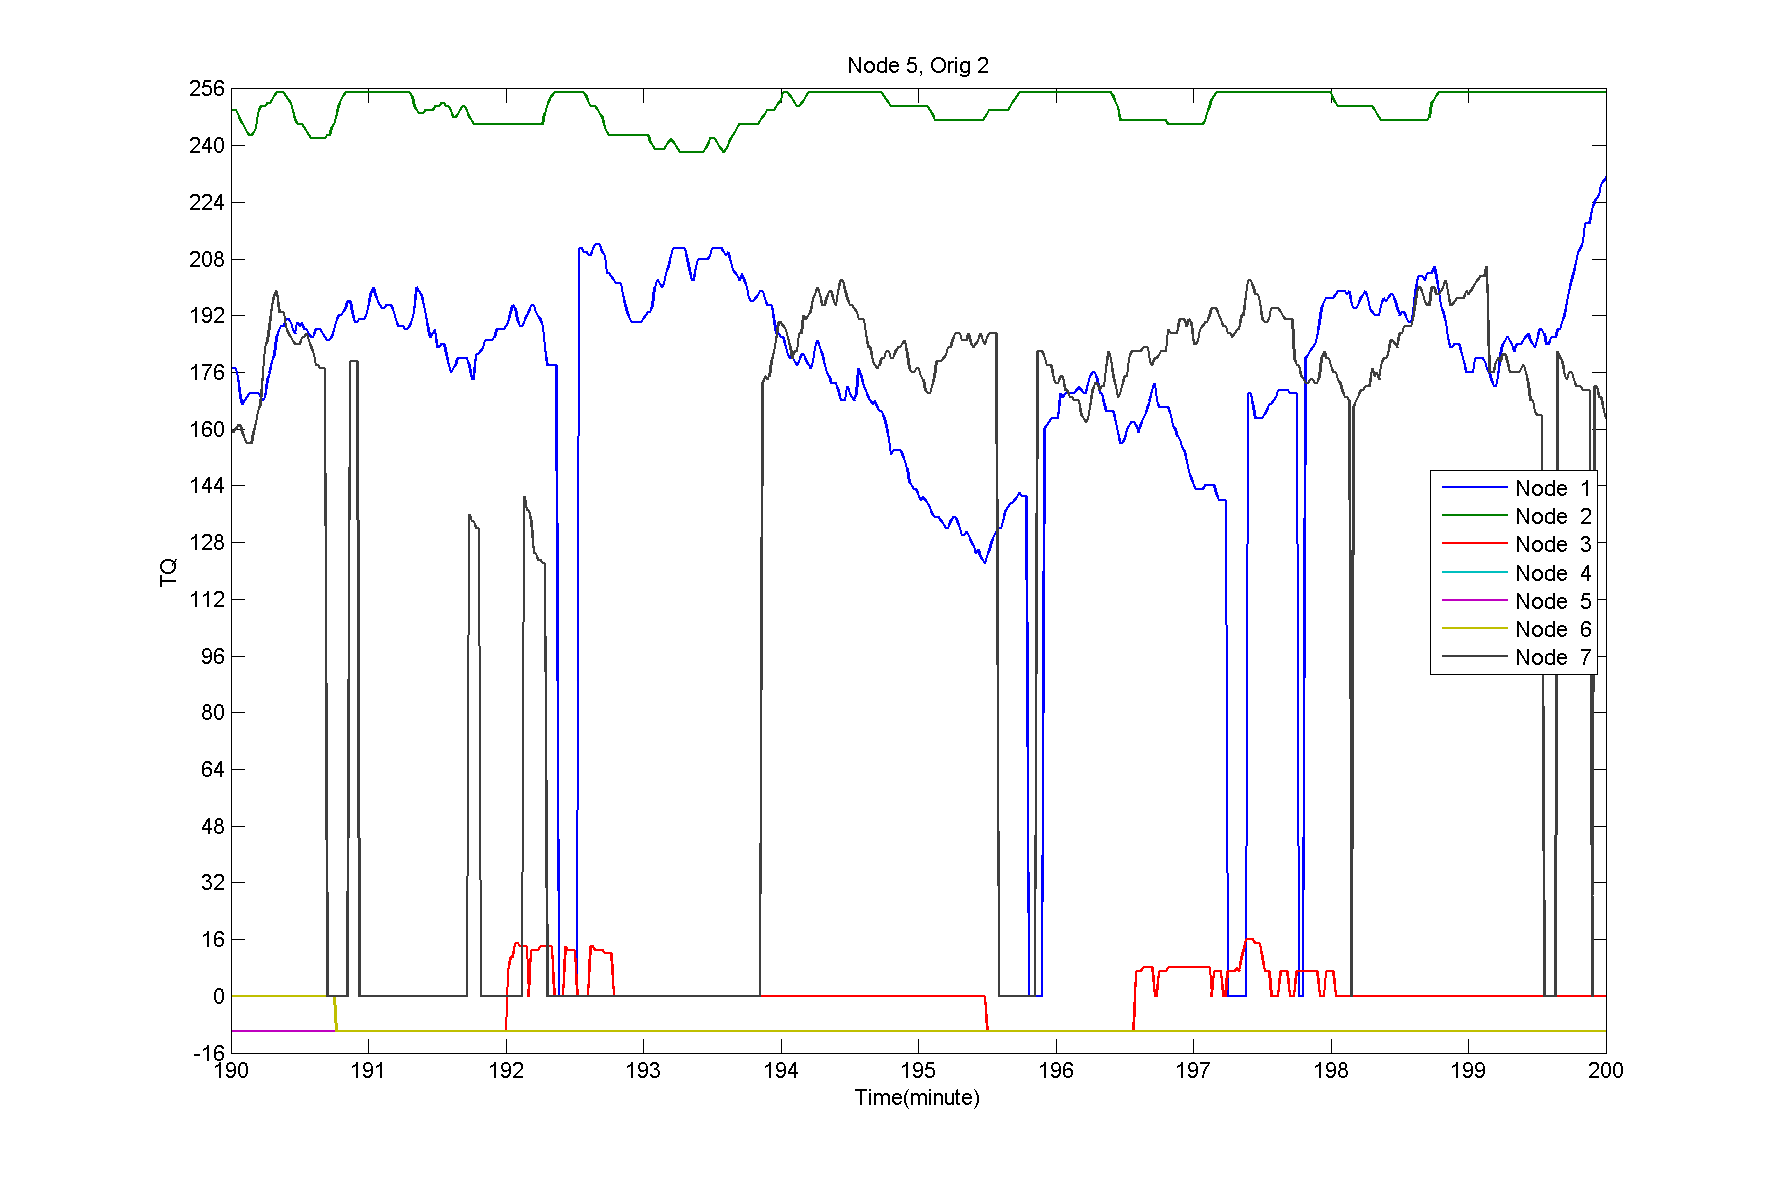 Node 5, Orig 2
256
240
224
208
192
176
160
144
128
112
96
80
64
48
32
16
0
-16
TQ
Node 1
Node 2
Node 3
Node 4
Node 5
Node 6
Node 7
190 191 192 193 194 195 196 197 198 199 200
Time(minute)